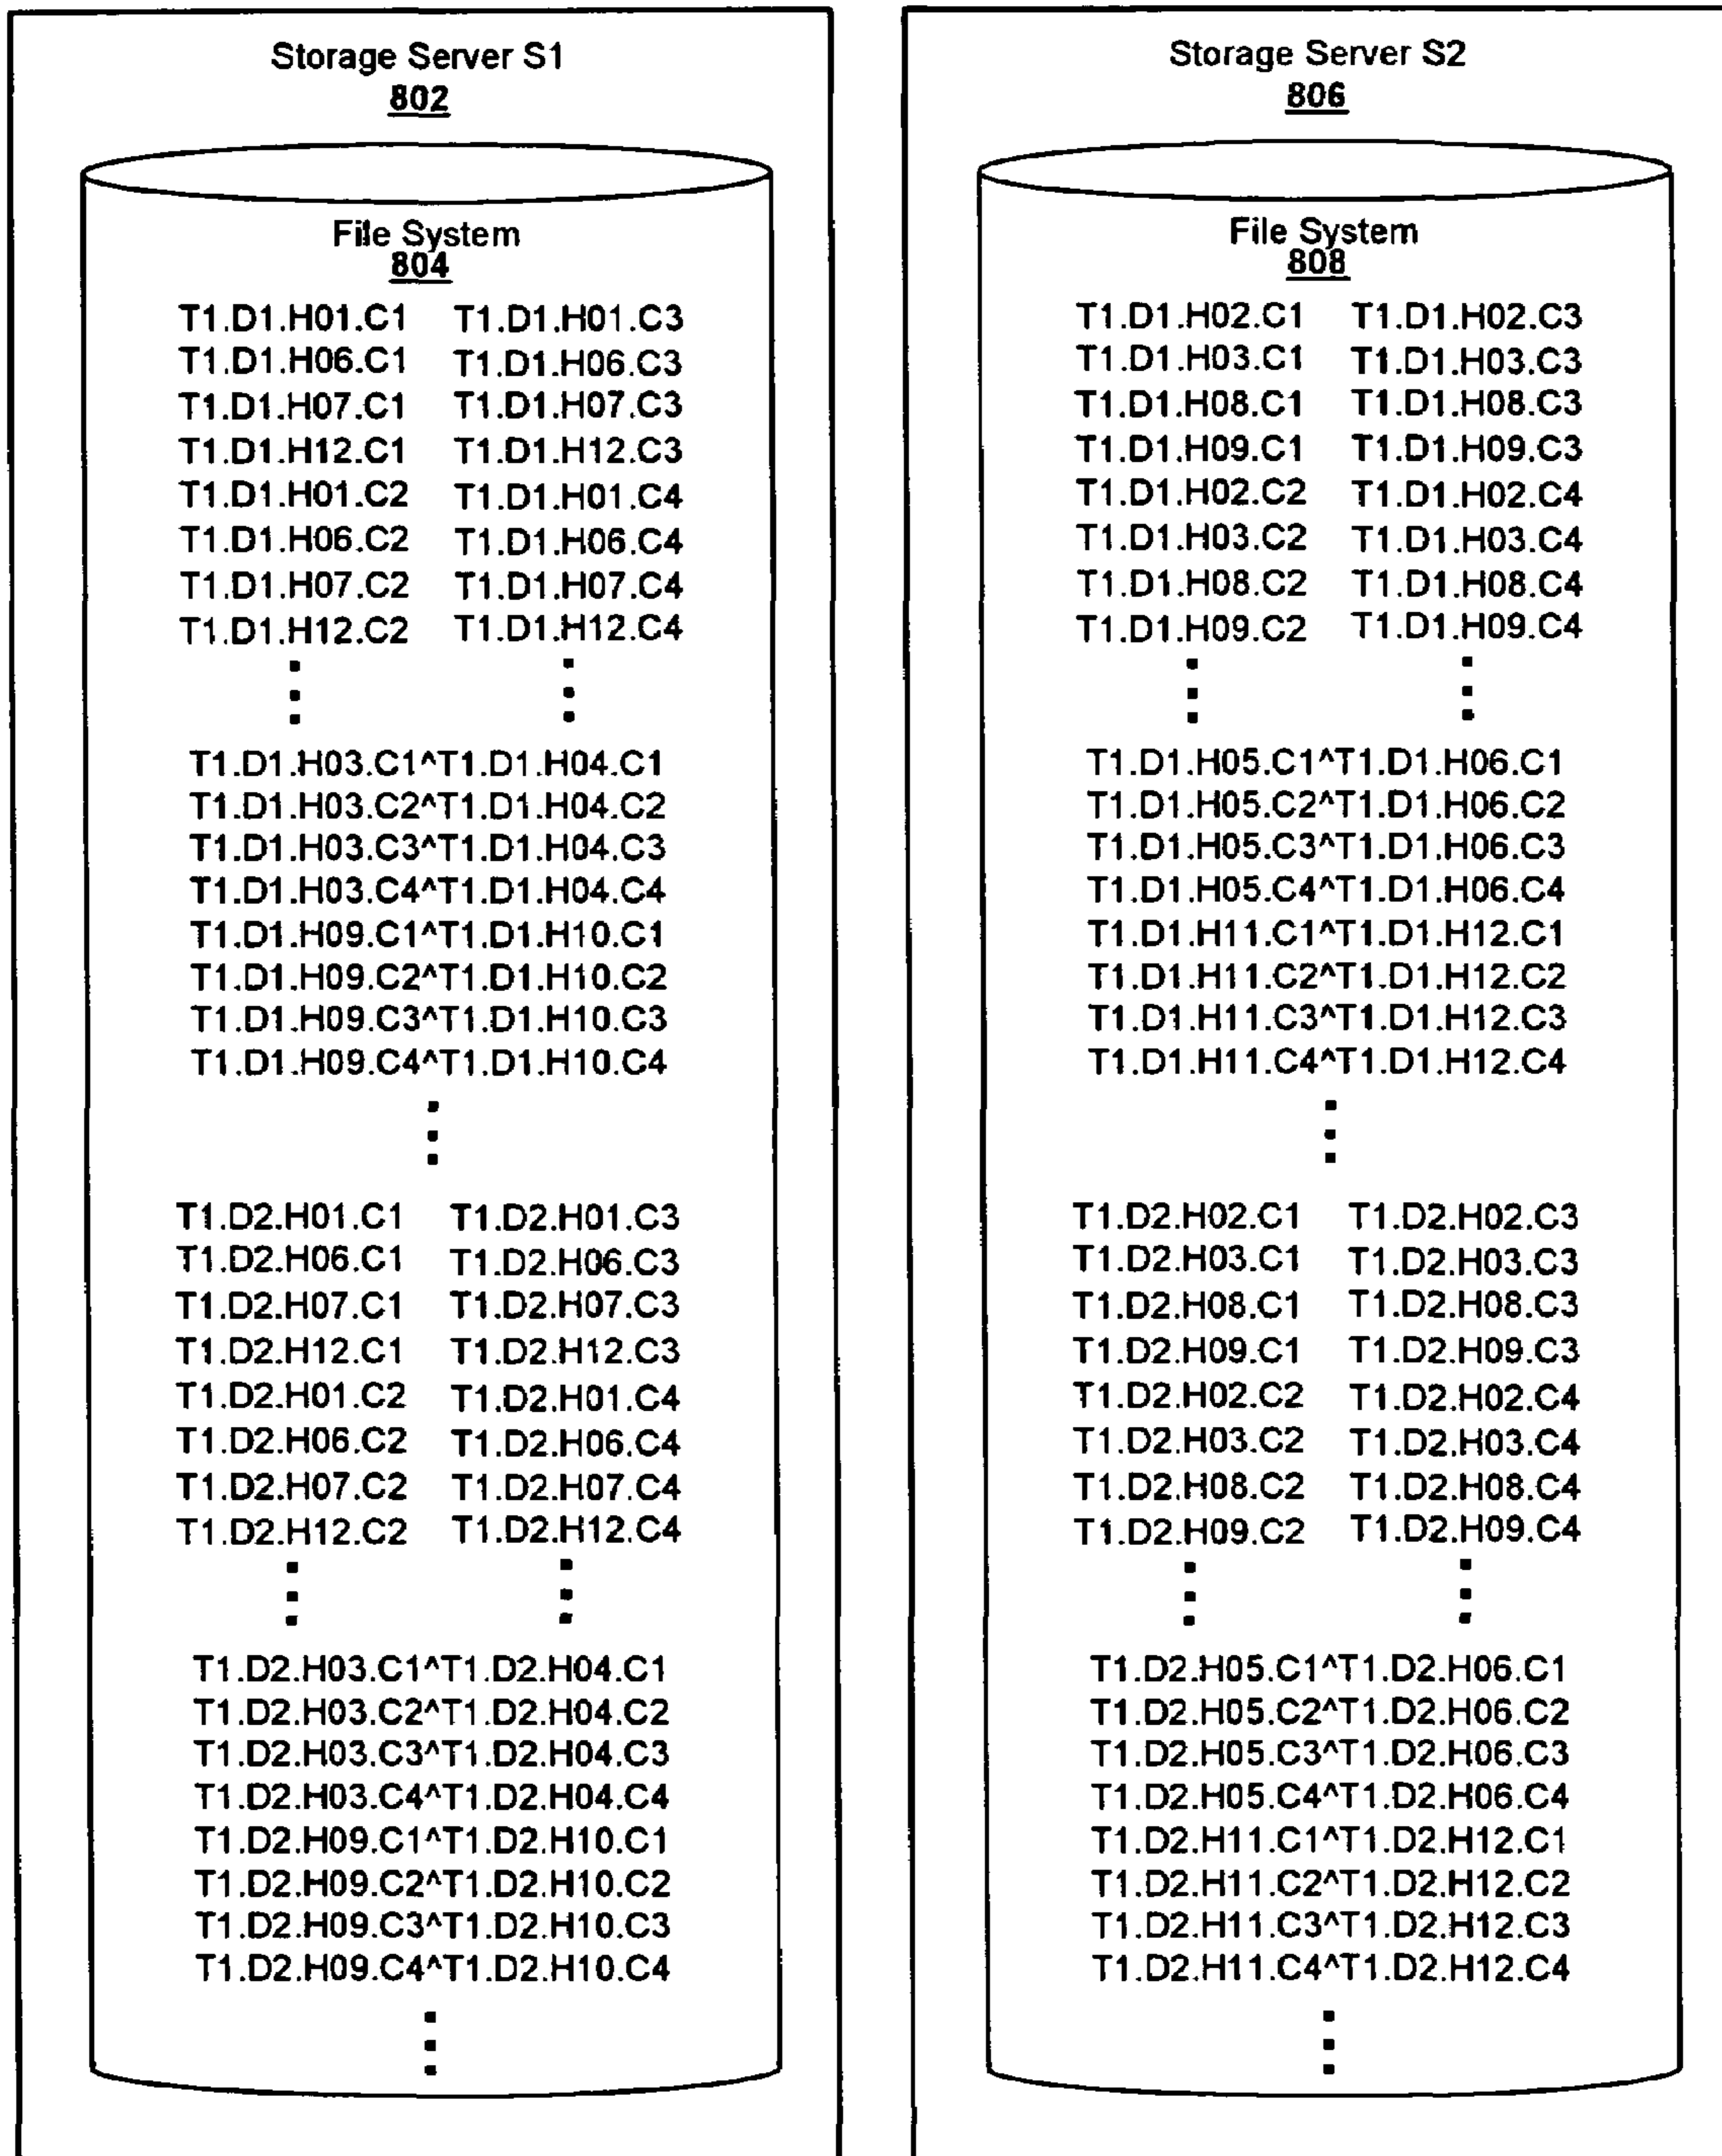 Storage Server S1
802
File System
804
T1.D1.H01.C1 T1.D1.H01.C3
T1.D1.H06.C1 T1.D1.H06.C3
T1.D1.H07.C1 T1.D1.H07.C3
T1.D1.H12.C1 T1.D1.H12.C3
T1.D1.H01.C2 T1.D1.H01.C4
T1.D1.H06.C2 T1.D1.H06.C4
T1.D1.H07.C2 T1.D1.H07.C4
T1.D1.H12.C2 T1.D1.H12.C4
T1.D1.H03.C1^T1.D1.H04.C1
T1.D1.H03.C2^T1.D1.H04.C2
T1.D1.H03.C3^T1.D1.H04.C3
T1.D1.H03.C4^T1.D1.H04.C4
T1.D1.H09.C1^T1.D1.H10.C1
T1.D1.H09.C2^T1.D1.H10.C2
T1.D1.H09.C3^T1.D1.H10.C3
T1.D1.H09.C4^T1.D1.H10.C4
T1.D2.H01.C1 T1.D2.H01.C3
T1.D2.H06.C1 T1.D2.H06.C3
T1.D2.H07.C1 T1.D2.H07.C3
T1.D2.H12.C1 T1.D2.H12.C3
T1.D2.H01.C2 T1.D2.H01.C4
T1.D2.H06.C2 T1.D2.H06.C4
T1.D2.H07.C2 T1.D2.H07.C4
T1.D2.H12.C2 T1.D2.H12.C4
T1.D2.H03.C1^T1.D2.H04.C1
T1.D2.H03.C2^T1.D2.H04.C2
T1.D2.H03.C3^T1.D2.H04.C3
T1.D2.H03.C4^T1.D2.H04.C4
T1.D2.H09.C1^T1.D2.H10.C1
T1.D2.H09.C2^T1.D2.H10.C2
T1.D2.H09.C3^T1.D2.H10.C3
T1.D2.H09.C4^T1.D2.H10.C4
Storage Server S2
806
File System
808
T1.D1.H02.C1 T1.D1.H02.C3
T1.D1.H03.C1 T1.D1.H03.C3
T1.D1.H08.C1 T1.D1.H08.C3
T1.D1.H09.C1 T1.D1.H09.C3
T1.D1.H02.C2 T1.D1.H02.C4
T1.D1.H03.C2 T1.D1.H03.C4
T1.D1.H08.C2 T1.D1.H08.C4
T1.D1.H09.C2 T1.D1.H09.C4
T1.D1.H05.C1^T1.D1.H06.C1
T1.D1.H05.C2^T1.D1.H06.C2
T1.D1.H05.C3^T1.D1.H06.C3
T1.D1.H05.C4^T1.D1.H06.C4
T1.D1.H11.C1^T1.D1.H12.C1
T1.D1.H11.C2^T1.D1.H12.C2
T1.D1.H11.C3^T1.D1.H12.C3
T1.D1.H11.C4^T1.D1.H12.C4
T1.D2.H02.C1 T1.D2.H02.C3
T1.D2.H03.C1 T1.D2.H03.C3
T1.D2.H08.C1 T1.D2.H08.C3
T1.D2.H09.C1 T1.D2.H09.C3
T1.D2.H02.C2 T1.D2.H02.C4
T1.D2.H03.C2 T1.D2.H03.C4
T1.D2.H08.C2 T1.D2.H08.C4
T1.D2.H09.C2 T1.D2.H09.C4
T1.D2.H05.C1^T1.D2.H06.C1
T1.D2.H05.C2^T1.D2.H06.C2
T1.D2.H05.C3^T1.D2.H06.C3
T1.D2.H05.C4^T1.D2.H06.C4
T1.D2.H11.C1^T1.D2.H12.C1
T1.D2.H11.C2^T1.D2.H12.C2
T1.D2.H11.C3^T1.D2.H12.C3
T1.D2.H11.C4^T1.D2.H12.C4